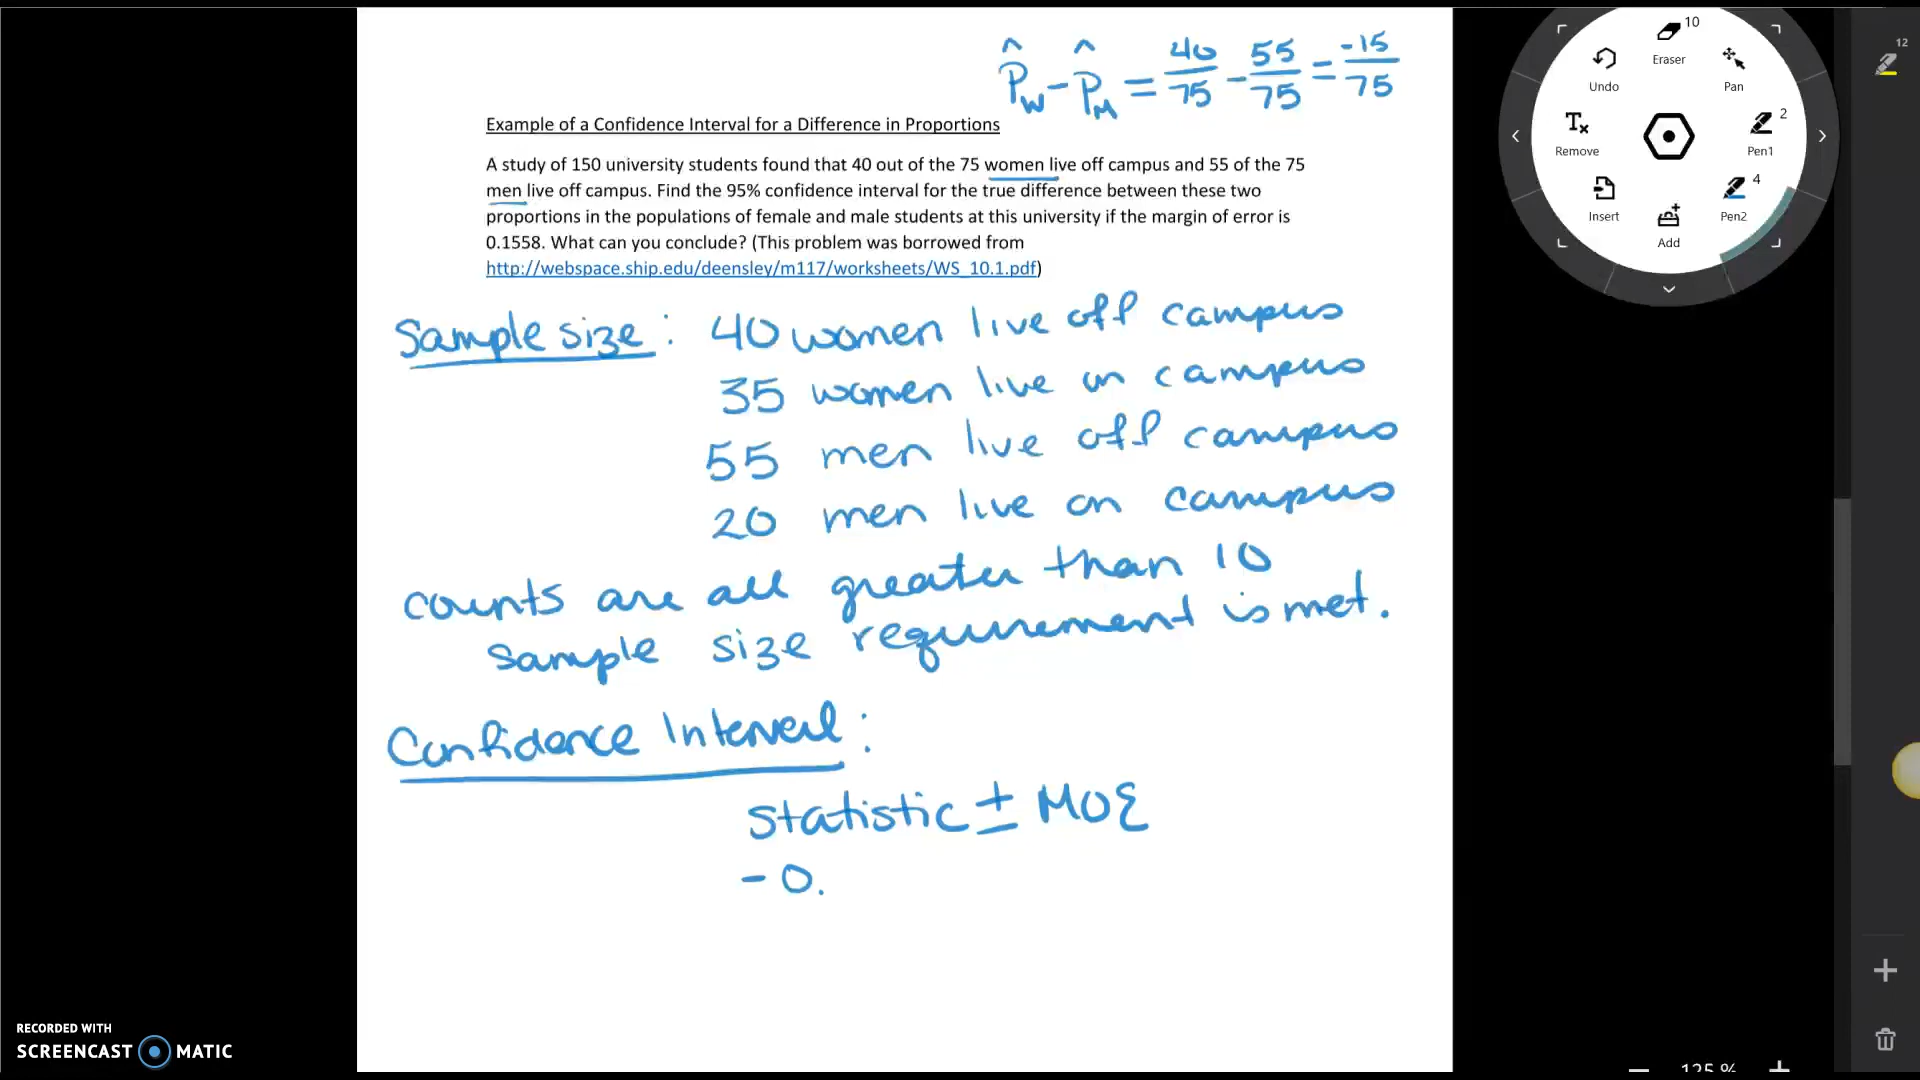 p̂w - p̂M = 40/75 - 55/75 = -15/75
Example of a Confidence Interval for a Difference in Proportions
A study of 150 university students found that 40 out of the 75 women live off campus and 55 of the 75
men live off campus. Find the 95% confidence interval for the true difference between these two
proportions in the populations of female and male students at this university if the margin of error is
0.1558. What can you conclude? (This problem was borrowed from
http://webspace.ship.edu/deensley/m117/worksheets/WS_10.1.pdf)
Sample size: 40 women live off campus
35 women live on campus
55 men live off campus
20 men live on campus
counts are all greater than 10
sample size requirement is met.
Confidence Interval:
statistic ± MOE
-0.
10
Eraser
Undo
Pan
Tx
Remove
2
Pen1
Insert
4
Pen2
Add
12
RECORDED WITH
SCREENCAST MATIC
125 %